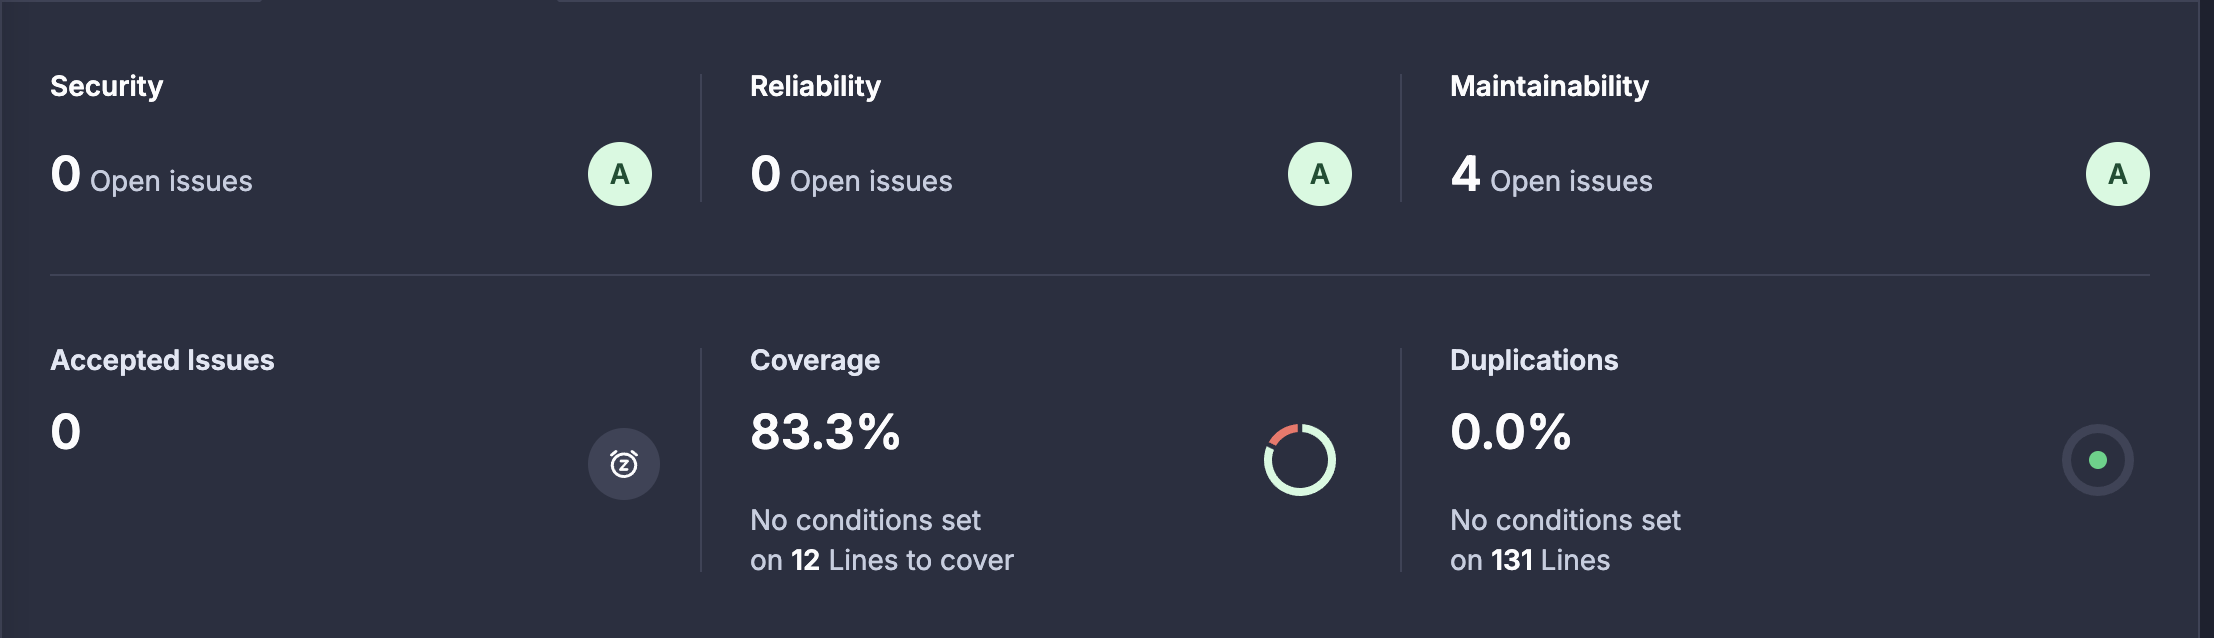 Security
0 Open issues
A
Reliability
0 Open issues
A
Maintainability
4 Open issues
A
Accepted Issues
0
Coverage
83.3%
No conditions set
on 12 Lines to cover
Duplications
0.0%
No conditions set
on 131 Lines